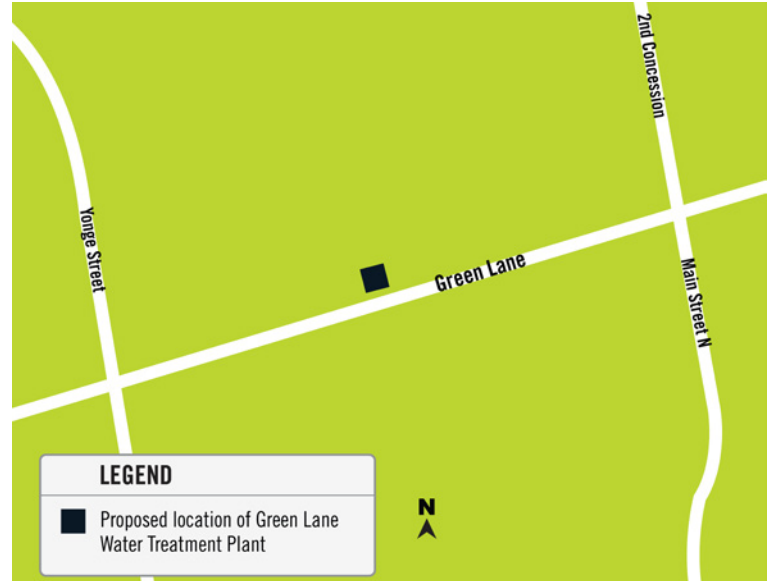 2nd Concession
Yonge Street
Green Lane
Main Street N
LEGEND
Proposed location of Green Lane
Water Treatment Plant
N